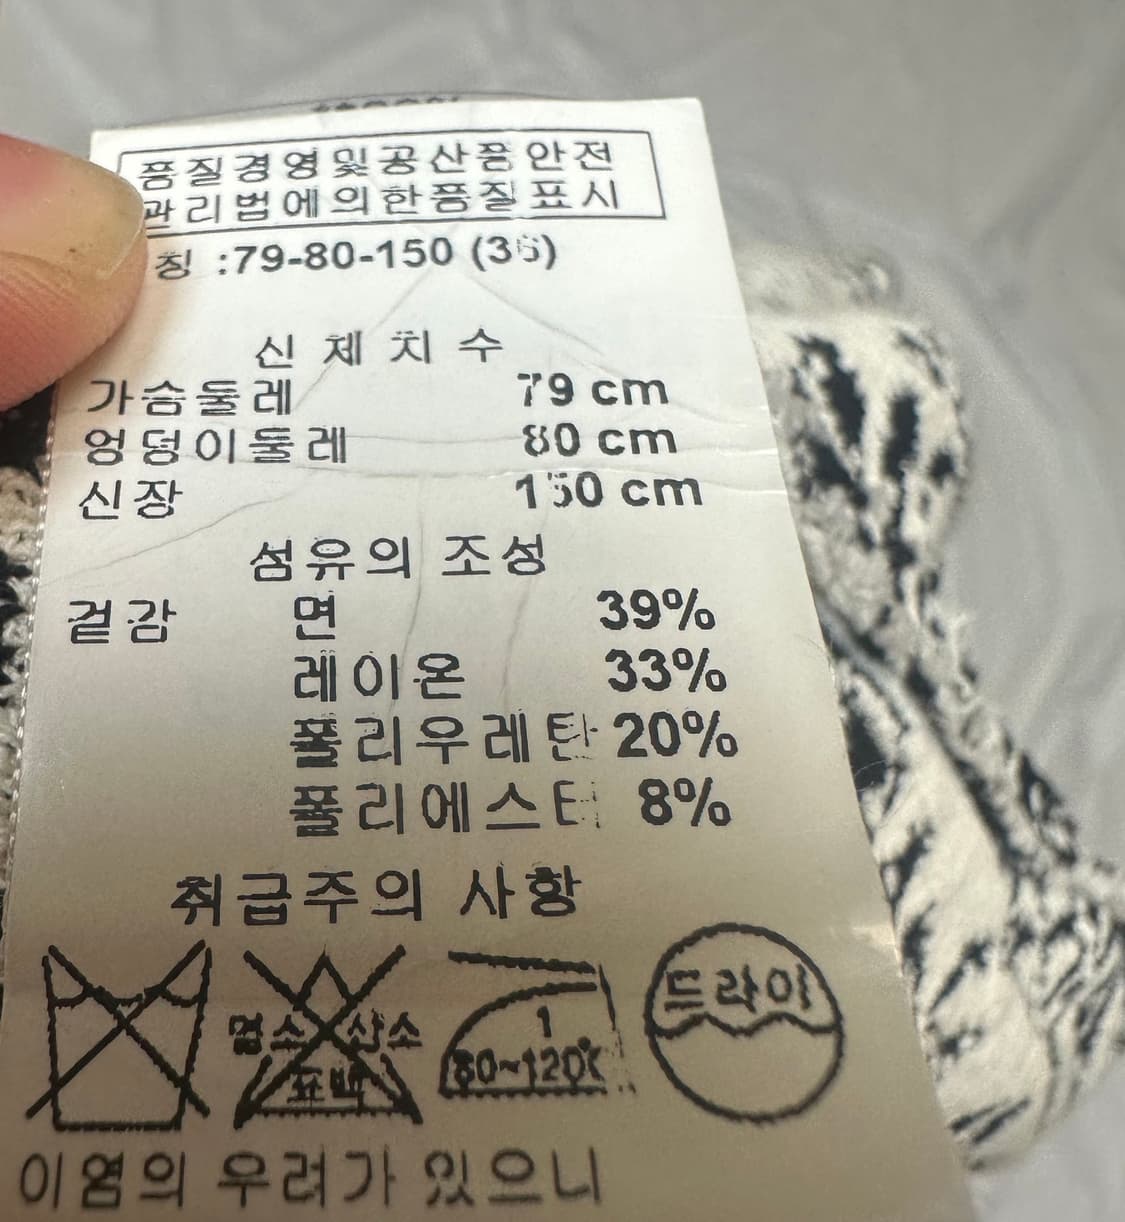 품질경영및공산품안전
관리법에의한품질표시
칭 :79-80-150 (36)
신체치수
가슴둘레 79 cm
엉덩이둘레 80 cm
신장 150 cm
섬유의 조성
겉감 면 39%
레이온 33%
폴리우레탄 20%
폴리에스터 8%
취급주의 사항
염소 산소
표백
1
80~120℃
드라이
이염의 우려가 있으니